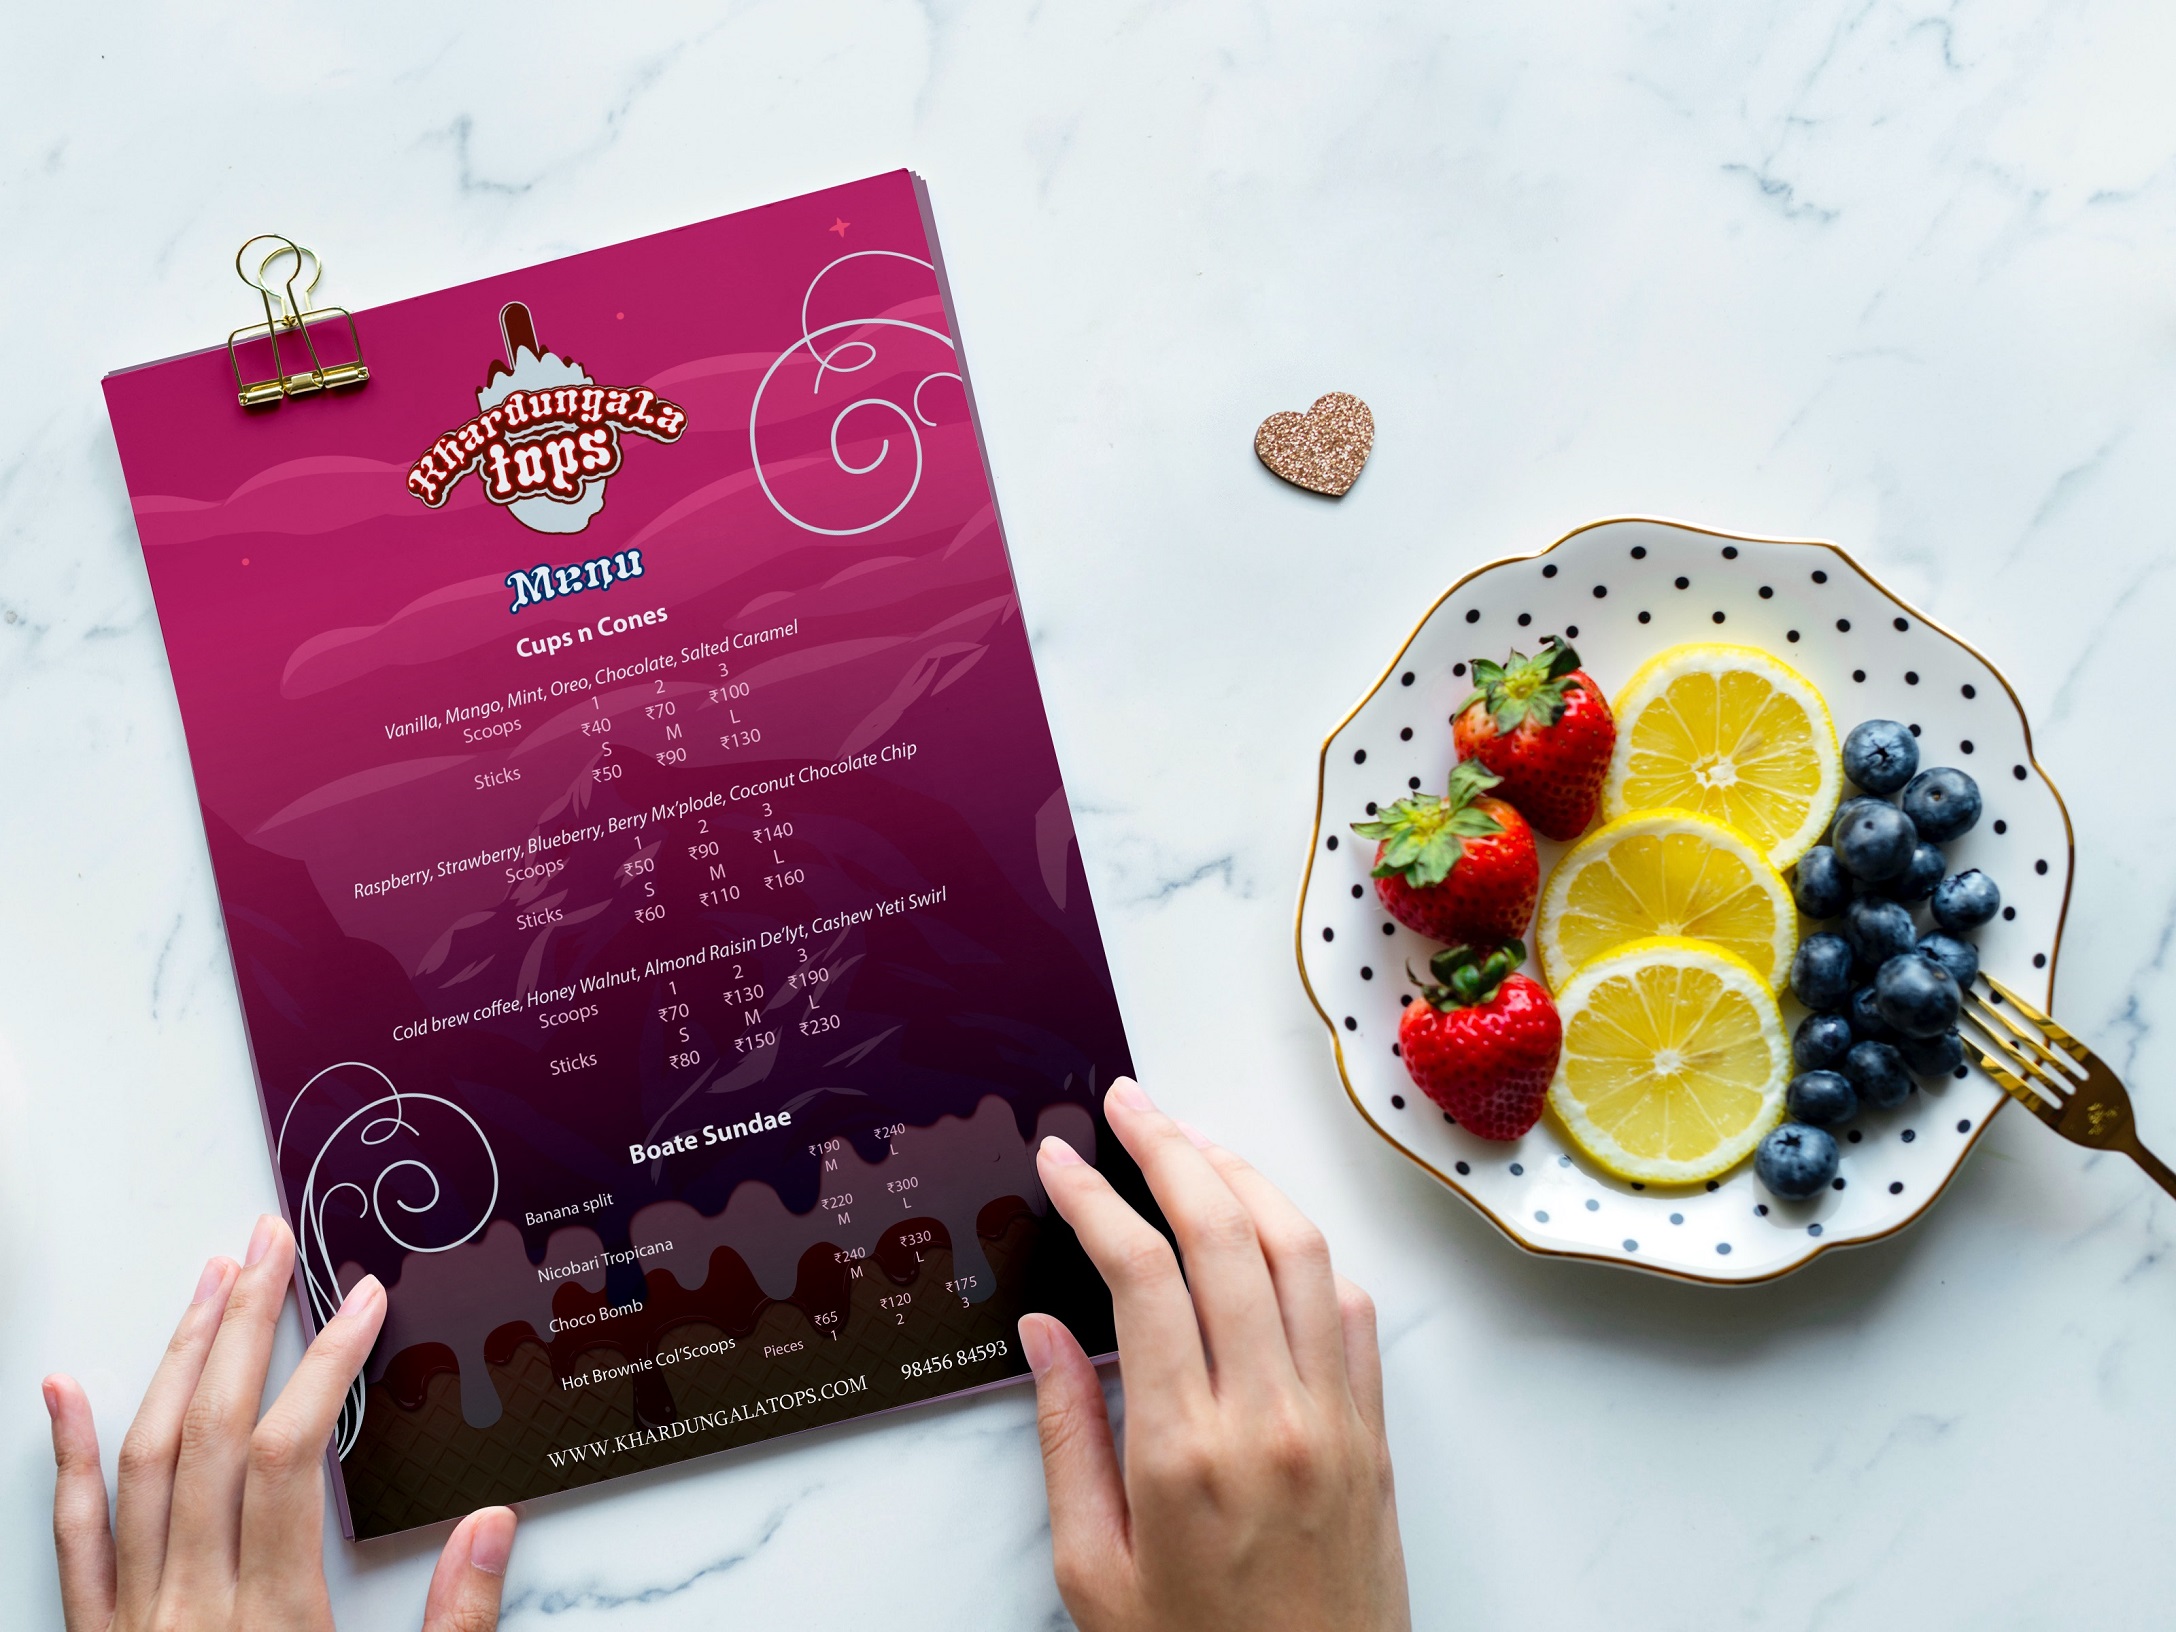 Khardungala
tops
Menu
Cups n Cones
Vanilla, Mango, Mint, Oreo, Chocolate, Salted Caramel
Scoops 1 2 3
₹40 ₹70 ₹100
S M L
Sticks ₹50 ₹90 ₹130
Raspberry, Strawberry, Blueberry, Berry Mx'plode, Coconut Chocolate Chip
Scoops 1 2 3
₹50 ₹90 ₹140
S M L
Sticks ₹60 ₹110 ₹160
Cold brew coffee, Honey Walnut, Almond Raisin De'lyt, Cashew Yeti Swirl
Scoops 1 2 3
₹70 ₹130 ₹190
S M L
Sticks ₹80 ₹150 ₹230
Boate Sundae
₹190 ₹240
Banana split M L
₹220 ₹300
Nicobari Tropicana M L
₹240 ₹330
Choco Bomb M L
₹65 ₹120 ₹175
Hot Brownie Col'Scoops Pieces 1 2 3
WWW.KHARDUNGALATOPS.COM 98456 84593